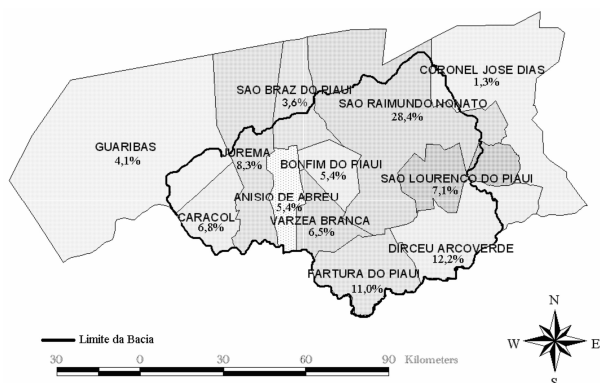 CORONEL JOSE DIAS
1,3%
SAO BRAZ DO PIAUI
3,6%
SAO RAIMUNDO NONATO
28,4%
GUARIBAS
4,1%
JUREMA
8,3%
BONFIM DO PIAUI
5,4%
SAO LOURENCO DO PIAUI
7,1%
ANISIO DE ABREU
5,4%
CARACOL
6,8%
VARZEA BRANCA
6,5%
DIRCEU ARCOVERDE
12,2%
FARTURA DO PIAUI
11,0%
N
W E
S
Limite da Bacia
30 0 30 60 90 Kilometers